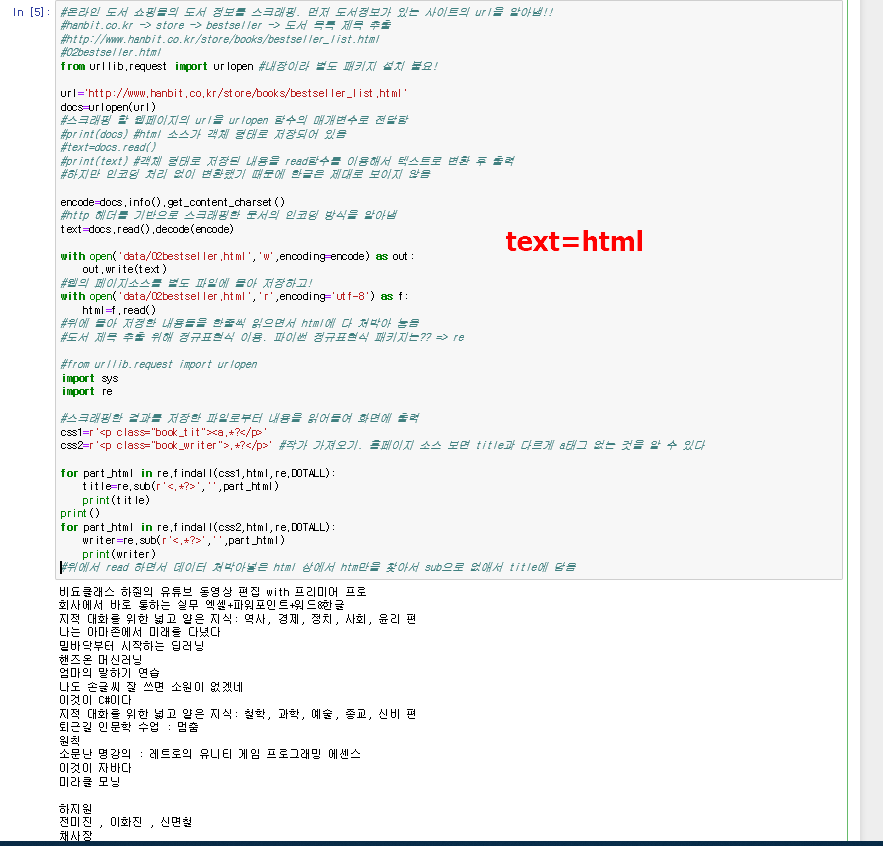 In [5]:
#온라인 도서 쇼핑몰의 도서 정보를 스크래핑. 먼저 도서정보가 있는 사이트의 url을 알아냄!!
#hanbit.co.kr -> store -> bestseller -> 도서 목록 제목 추출
#http://www.hanbit.co.kr/store/books/bestseller_list.html
#02bestseller.html
from urllib.request import urlopen #내장이라 별도 패키지 설치 불요!
url='http://www.hanbit.co.kr/store/books/bestseller_list.html'
docs=urlopen(url)
#스크래핑 할 웹페이지의 url을 urlopen 함수의 매개변수로 전달함
#print(docs) #html 소스가 객체 형태로 저장되어 있음
#text=docs.read()
#print(text) #객체 형태로 저장된 내용을 read함수를 이용해서 텍스트로 변환 후 출력
#하지만 인코딩 처리 없이 변환했기 때문에 한글은 제대로 보이지 않음
encode=docs.info().get_content_charset()
#http 헤더를 기반으로 스크래핑한 문서의 인코딩 방식을 알아냄
text=docs.read().decode(encode)
text=html
with open('data/02bestseller.html','w',encoding=encode) as out:
out.write(text)
#웹의 페이지소스를 별도 파일에 몰아 저장하고!
with open('data/02bestseller.html','r',encoding='utf-8') as f:
html=f.read()
#위에 몰아 저정한 내용들을 한줄씩 읽으면서 html에 다 쳐박아 놓음
#도서 제목 추출 위해 정규표현식 이용. 파이썬 정규표현식 패키지는?? => re
#from urllib.request import urlopen
import sys
import re
#스크래핑한 결과를 저장한 파일로부터 내용을 읽어들여 화면에 출력
css1=r'<p class="book_tit"><a.*?</p>'
css2=r'<p class="book_writer">.*?</p>' #작가 가져오기. 홈페이지 소스 보면 title과 다르게 a태그 없는 것을 알 수 있다
for part_html in re.findall(css1,html,re.DOTALL):
title=re.sub(r'<.*?>','',part_html)
print(title)
print()
for part_html in re.findall(css2,html,re.DOTALL):
writer=re.sub(r'<.*?>','',part_html)
print(writer)
#위에서 read 하면서 데이터 쳐박아넣은 html 상에서 htm만을 찾아서 sub으로 없애서 title에 담음
비요클래스 하줜의 유튜브 동영상 편집 with 프리미어 프로
회사에서 바로 통하는 실무 엑셀+파워포인트+워드&한글
지적 대화를 위한 넓고 얕은 지식: 역사, 경제, 정치, 사회, 윤리 편
나는 아마존에서 미래를 다녔다
밑바닥부터 시작하는 딥러닝
핸즈온 머신러닝
엄마의 말하기 연습
나도 손글씨 잘 쓰면 소원이 없겠네
이것이 C#이다
지적 대화를 위한 넓고 얕은 지식: 철학, 과학, 예술, 종교, 신비 편
퇴근길 인문학 수업 : 멈춤
원칙
소문난 명강의 : 레트로의 유니티 게임 프로그래밍 에센스
이것이 자바다
미라클 모닝
하지원
전미진 , 이화진 , 신면철
채사장